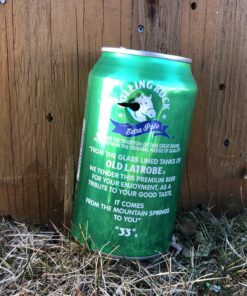 ROLLING ROCK
Extra Pale
"FROM THE GLASS LINED TANKS OF
OLD LATROBE,
WE TENDER THIS PREMIUM BEER
FOR YOUR ENJOYMENT, AS A
TRIBUTE TO YOUR GOOD TASTE.
IT COMES
FROM THE MOUNTAIN SPRINGS
TO YOU"
"33"